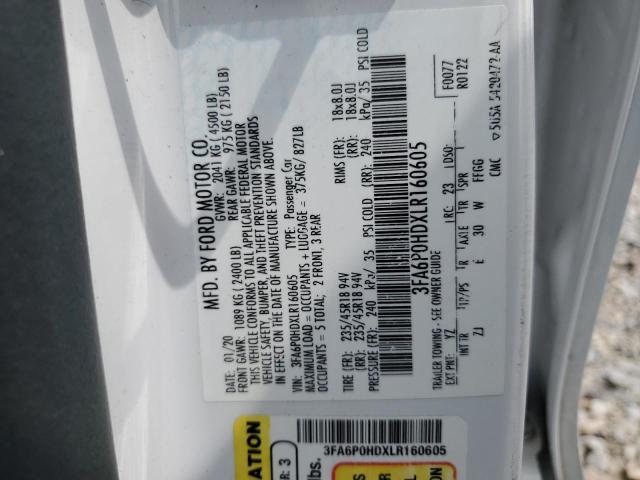 MFD. BY FORD MOTOR CO.
DATE: 01/20 GVWR: 2041 KG (4500 LB)
FRONT GAWR: 1089 KG (2400 LB) REAR GAWR: 975 KG (2150 LB)
THIS VEHICLE CONFORMS TO ALL APPLICABLE FEDERAL MOTOR
VEHICLE SAFETY, BUMPER, AND THEFT PREVENTION STANDARDS
IN EFFECT ON THE DATE OF MANUFACTURE SHOWN ABOVE.
VIN: 3FA6P0HDXLR160605 TYPE: Passenger Car
MAXIMUM LOAD = OCCUPANTS + LUGGAGE = 375KG/ 827LB
OCCUPANTS = 5 TOTAL; 2 FRONT, 3 REAR
TIRE (FR): 235/45R18 94V RIMS (FR): 18x8.0J
(RR): 235/45R18 94V (RR): 18x8.0J
PRESSURE (FR): 240 kPa/ 35 PSI COLD (RR): 240 kPa/ 35 PSI COLD
3FA6P0HDXLR160605
TRAILER TOWING - SEE OWNER GUIDE F0077
EXT PNT: YZ RC: 23 DSO: R0122
INT TR TP/PS R AXLE TR SPR
ZJ 30 W FFGG
CMC
3FA6P0HDXLR160605
R: 3
lbs.